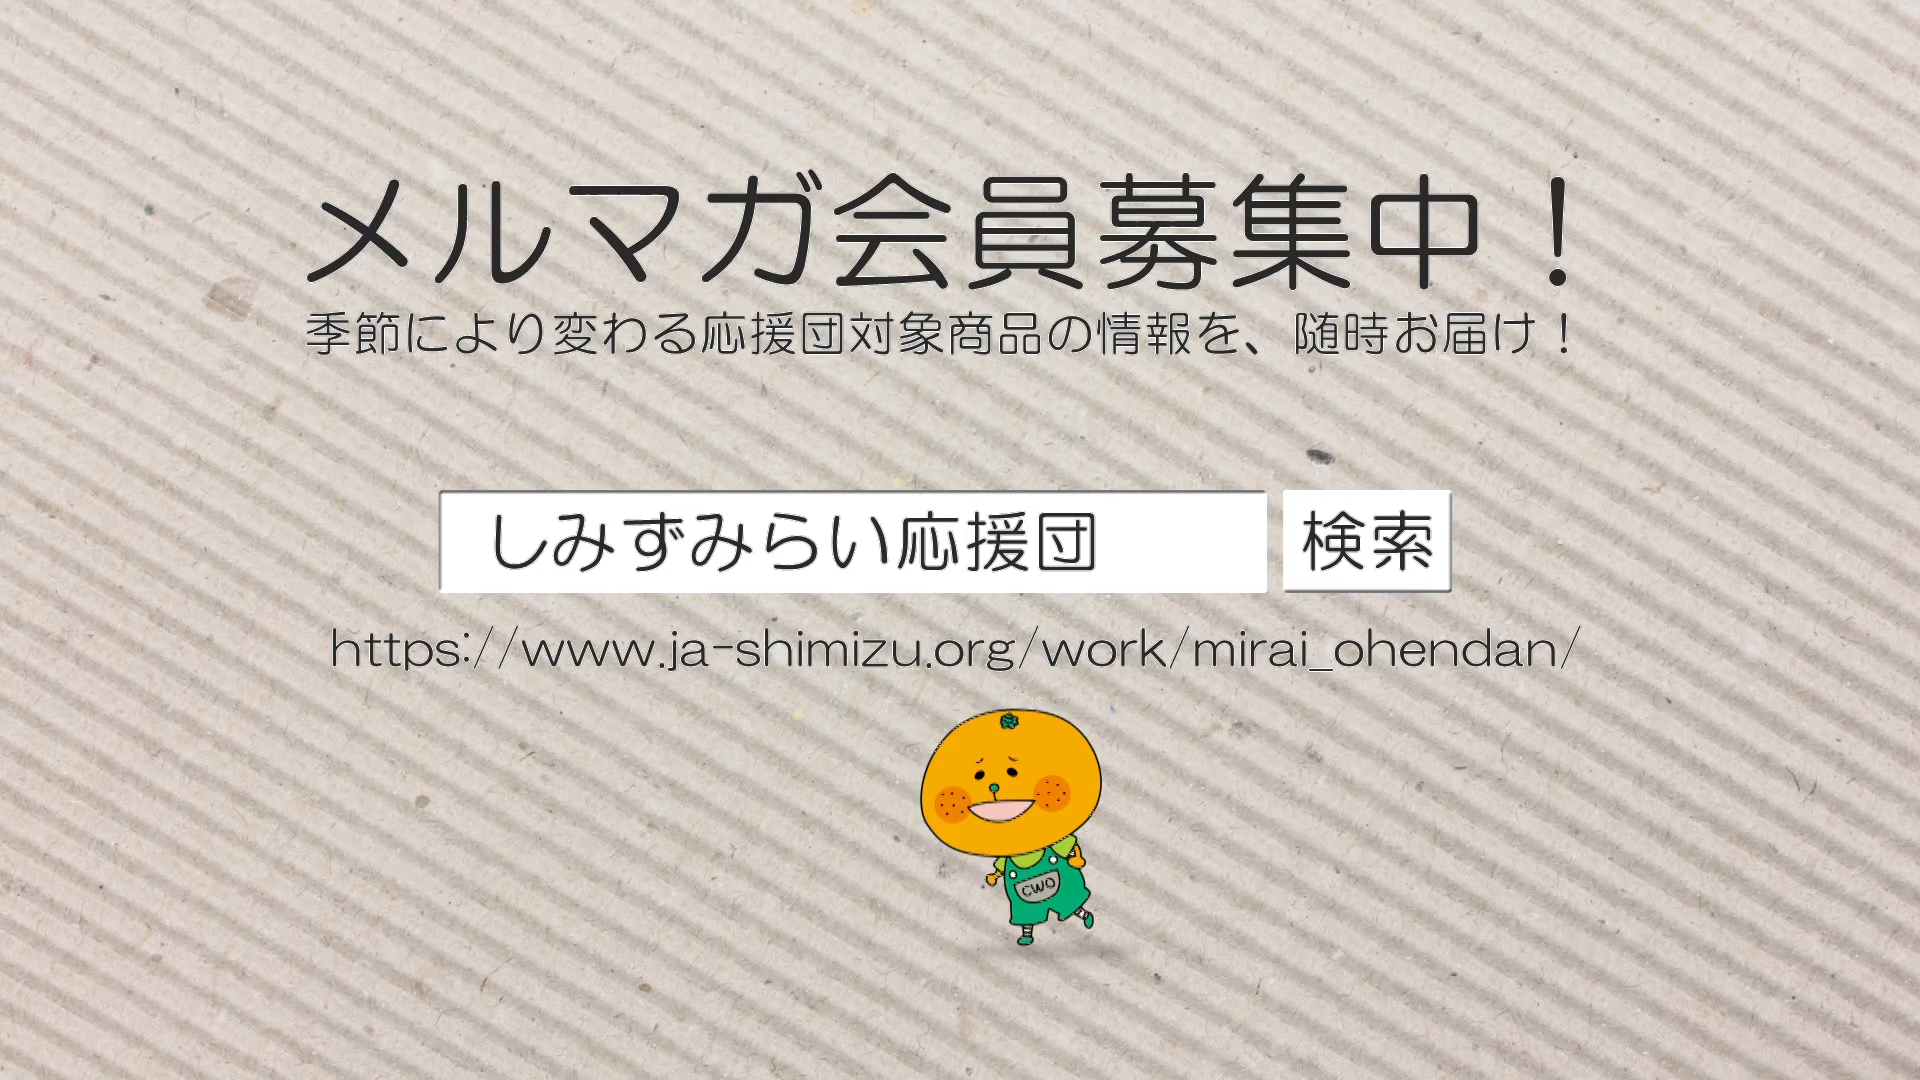 メルマガ会員募集中！
季節により変わる応援団対象商品の情報を、随時お届け！
しみずみらい応援団 検索
https://www.ja-shimizu.org/work/mirai_ohendan/
CWO